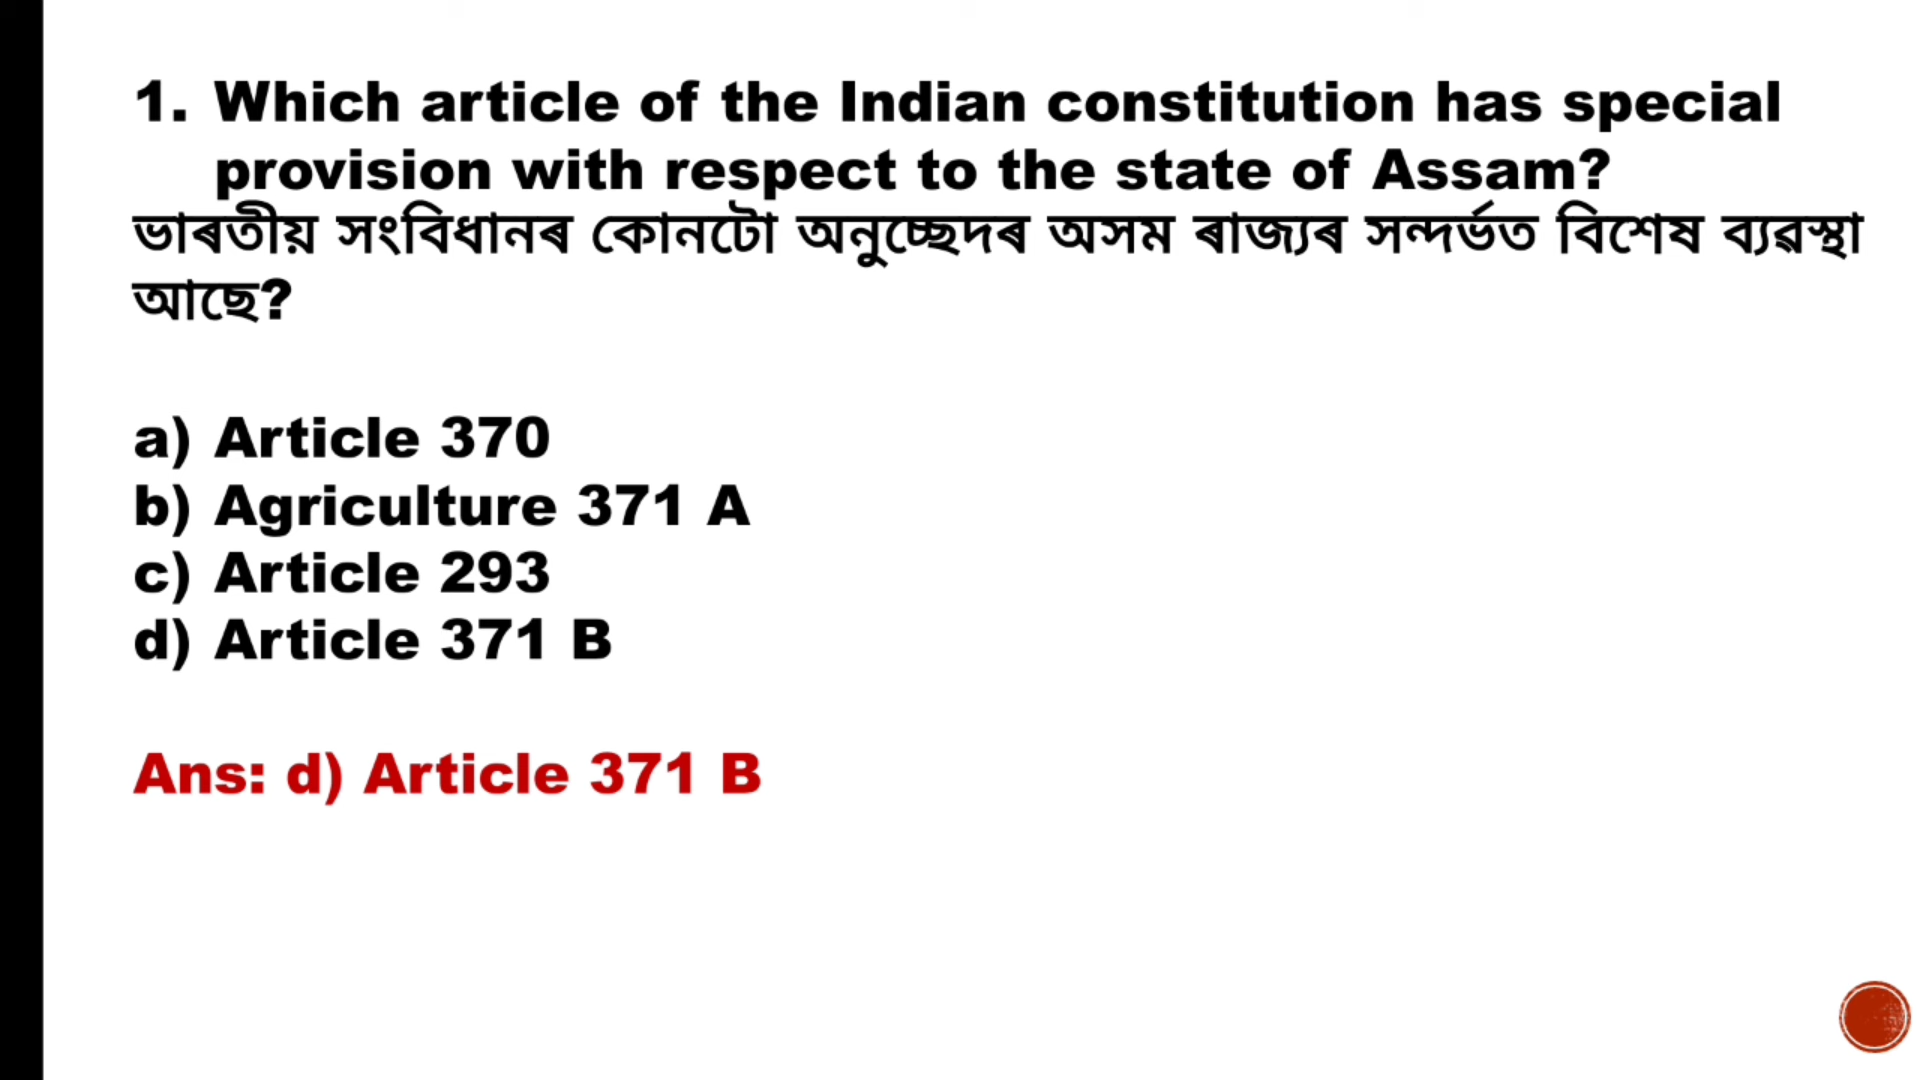 1. Which article of the Indian constitution has special
provision with respect to the state of Assam?
ভাৰতীয় সংবিধানৰ কোনটো অনুচ্ছেদৰ অসম ৰাজ্যৰ সন্দৰ্ভত বিশেষ ব্যৱস্থা
আছে?
a) Article 370
b) Agriculture 371 A
c) Article 293
d) Article 371 B
Ans: d) Article 371 B